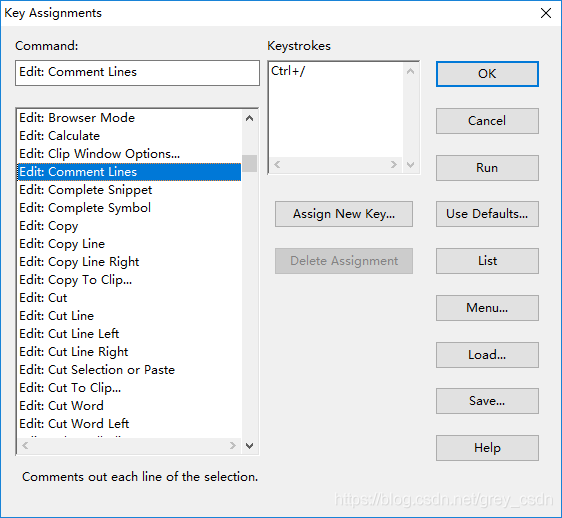 Key Assignments
Command:
Edit: Comment Lines
Edit: Browser Mode
Edit: Calculate
Edit: Clip Window Options...
Edit: Comment Lines
Edit: Complete Snippet
Edit: Complete Symbol
Edit: Copy
Edit: Copy Line
Edit: Copy Line Right
Edit: Copy To Clip...
Edit: Cut
Edit: Cut Line
Edit: Cut Line Left
Edit: Cut Line Right
Edit: Cut Selection or Paste
Edit: Cut To Clip...
Edit: Cut Word
Edit: Cut Word Left
Comments out each line of the selection.
Keystrokes
Ctrl+/
Assign New Key...
Delete Assignment
OK
Cancel
Run
Use Defaults...
List
Menu...
Load...
Save...
Help
https://blog.csdn.net/grey_csdn